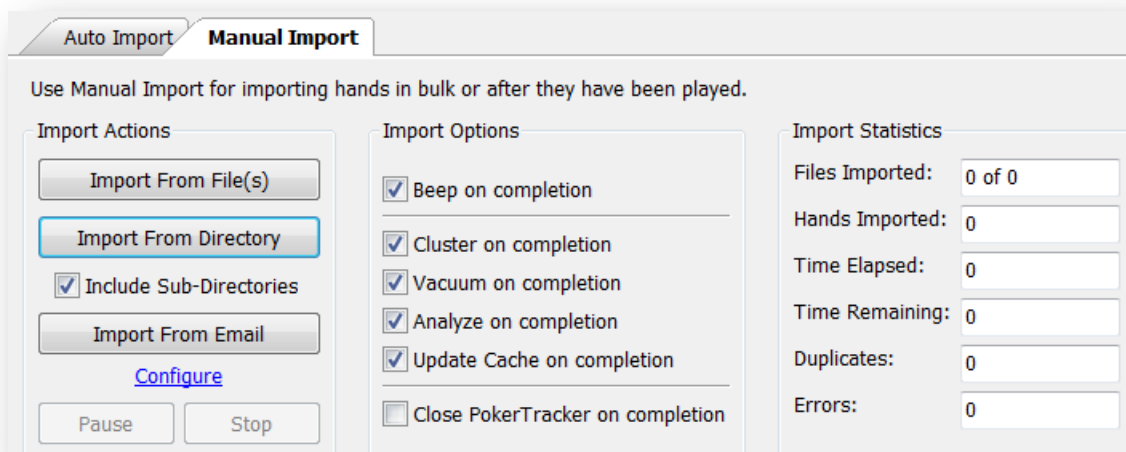 Auto Import
Manual Import
Use Manual Import for importing hands in bulk or after they have been played.
Import Actions
Import From File(s)
Import From Directory
Include Sub-Directories
Import From Email
Configure
Pause
Stop
Import Options
Beep on completion
Cluster on completion
Vacuum on completion
Analyze on completion
Update Cache on completion
Close PokerTracker on completion
Import Statistics
Files Imported: 0 of 0
Hands Imported: 0
Time Elapsed: 0
Time Remaining: 0
Duplicates: 0
Errors: 0